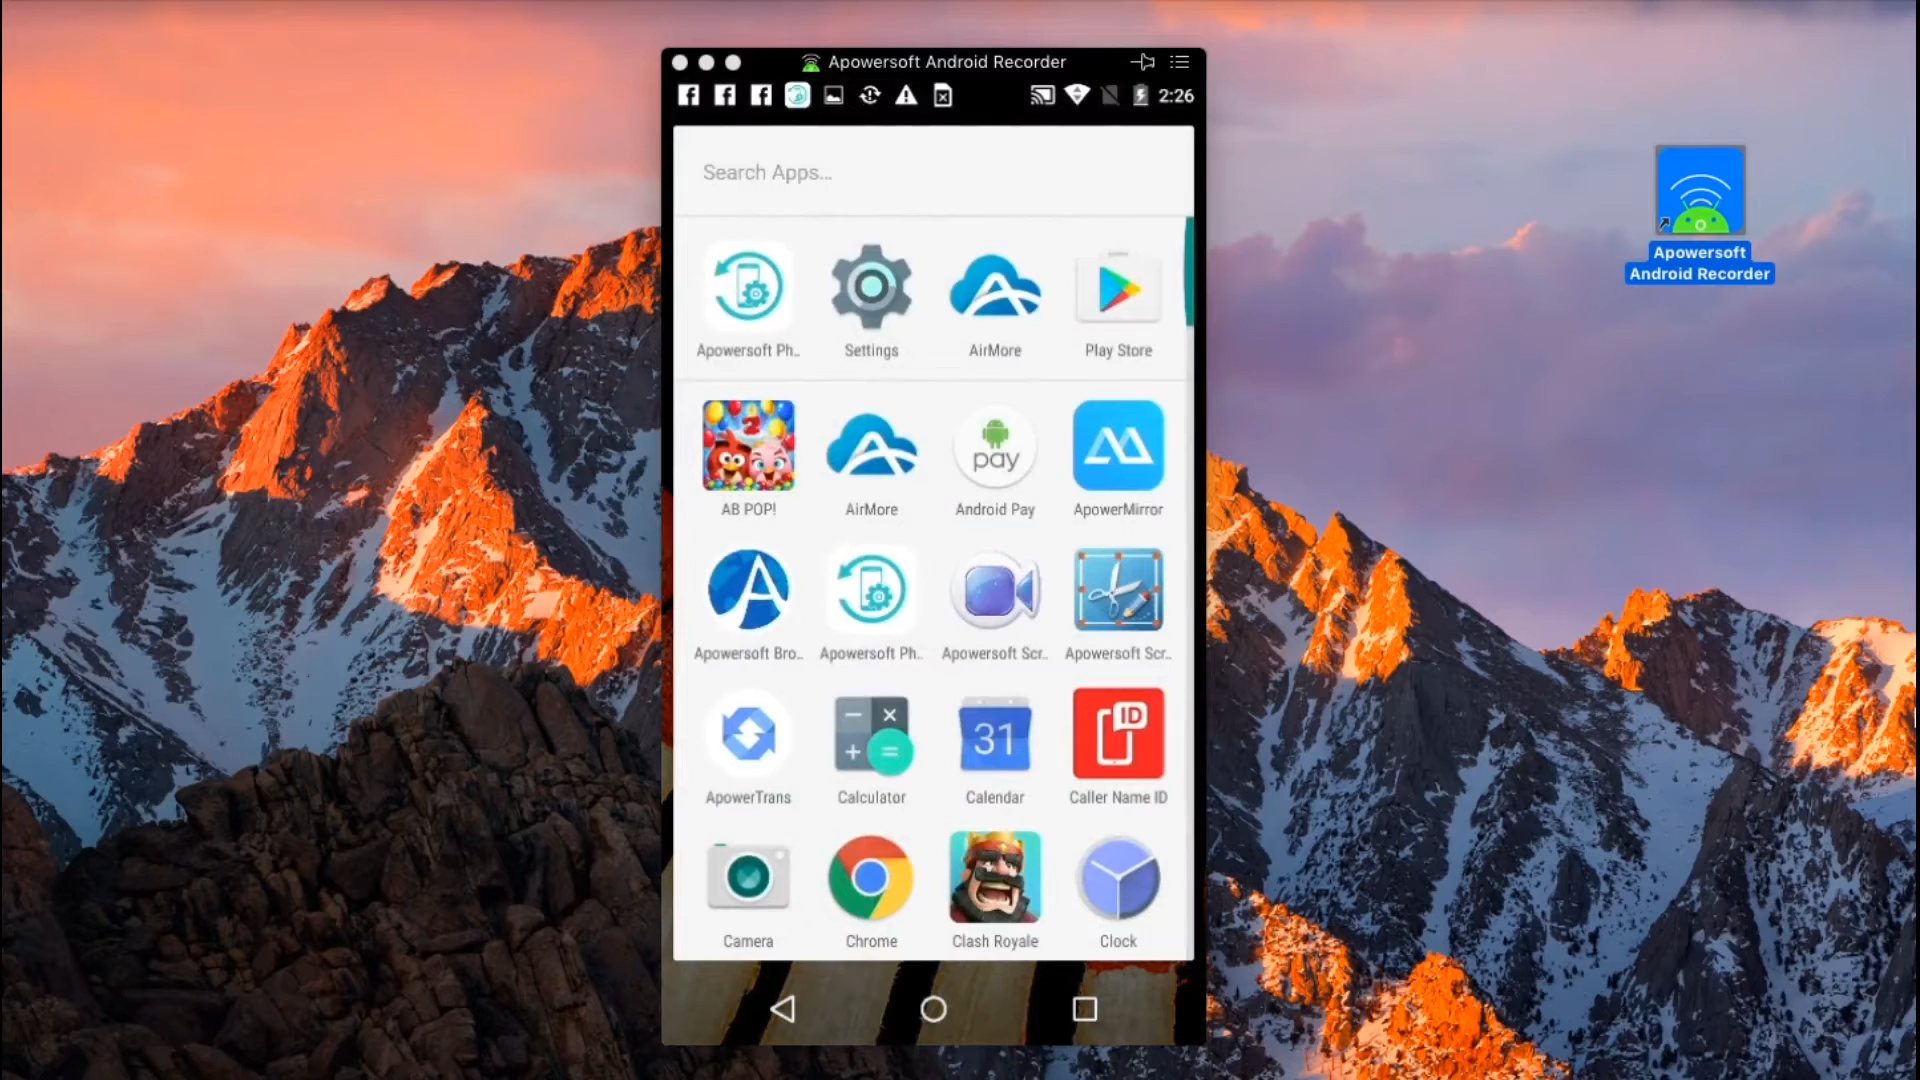 Apowersoft Android Recorder
2:26
Search Apps...
Apowersoft Ph..
Settings
AirMore
Play Store
2
AB POP!
AirMore
pay
Android Pay
ApowerMirror
Apowersoft Bro..
Apowersoft Ph..
Apowersoft Scr..
Apowersoft Scr..
ApowerTrans
Calculator
31
Calendar
ID
Caller Name ID
Camera
Chrome
Clash Royale
Clock
Apowersoft
Android Recorder